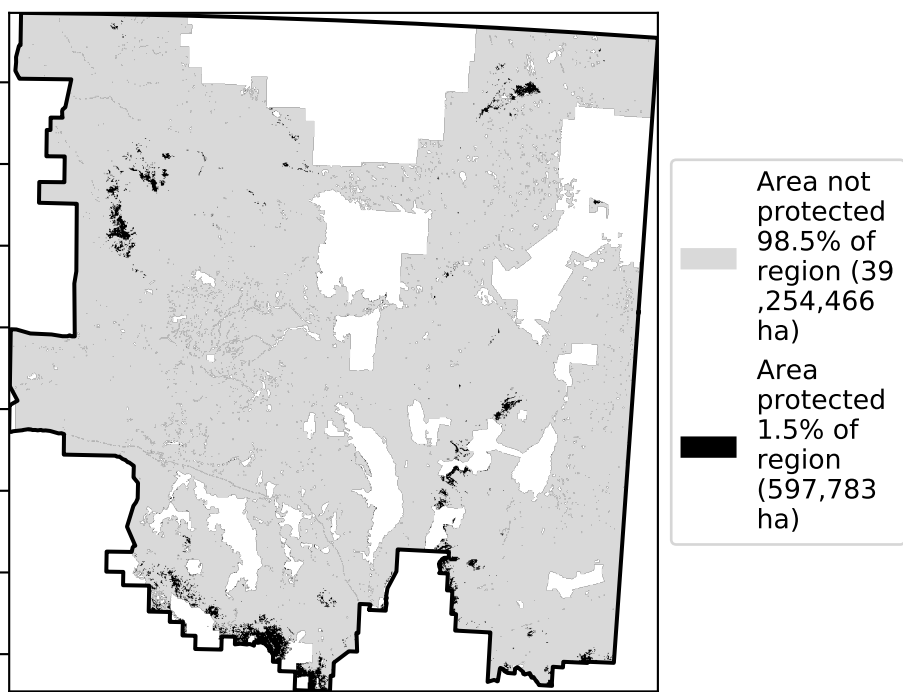 Area not
protected
98.5% of
region (39
,254,466
ha)
Area
protected
1.5% of
region
(597,783
ha)